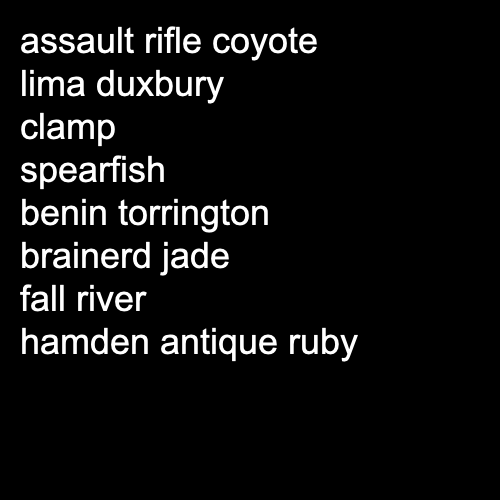 assault rifle coyote
lima duxbury
clamp
spearfish
benin torrington
brainerd jade
fall river
hamden antique ruby